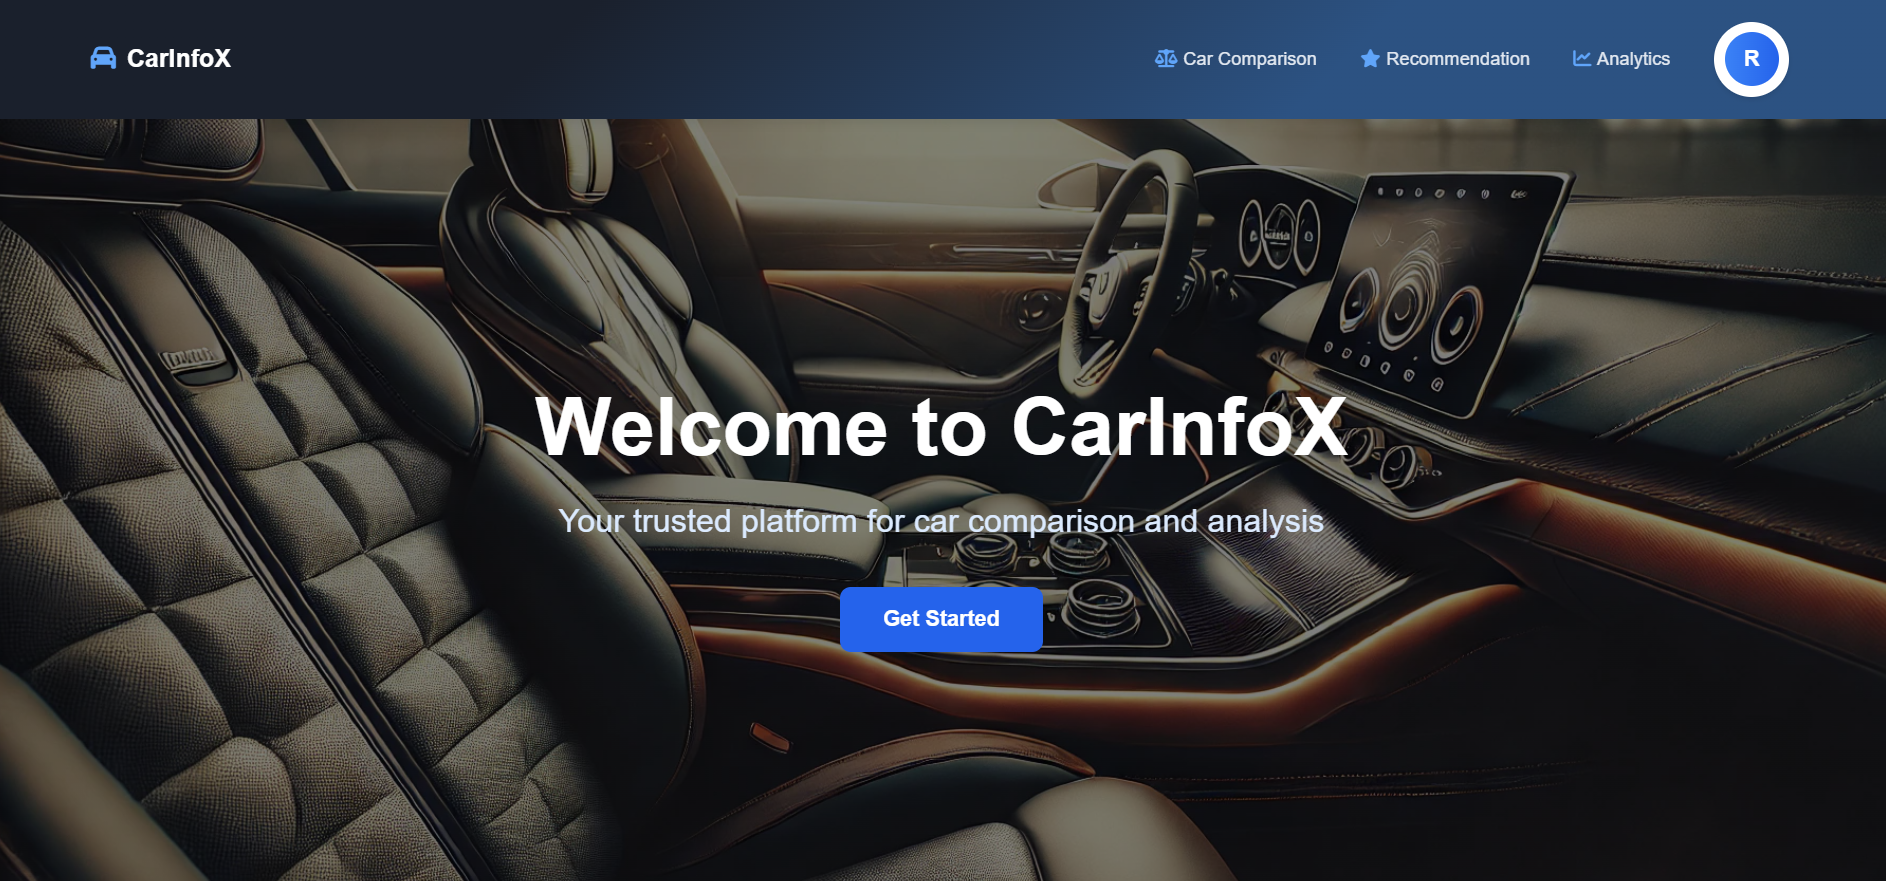 CarInfoX
Car Comparison
Recommendation
Analytics
R
Welcome to CarInfoX
Your trusted platform for car comparison and analysis
Get Started